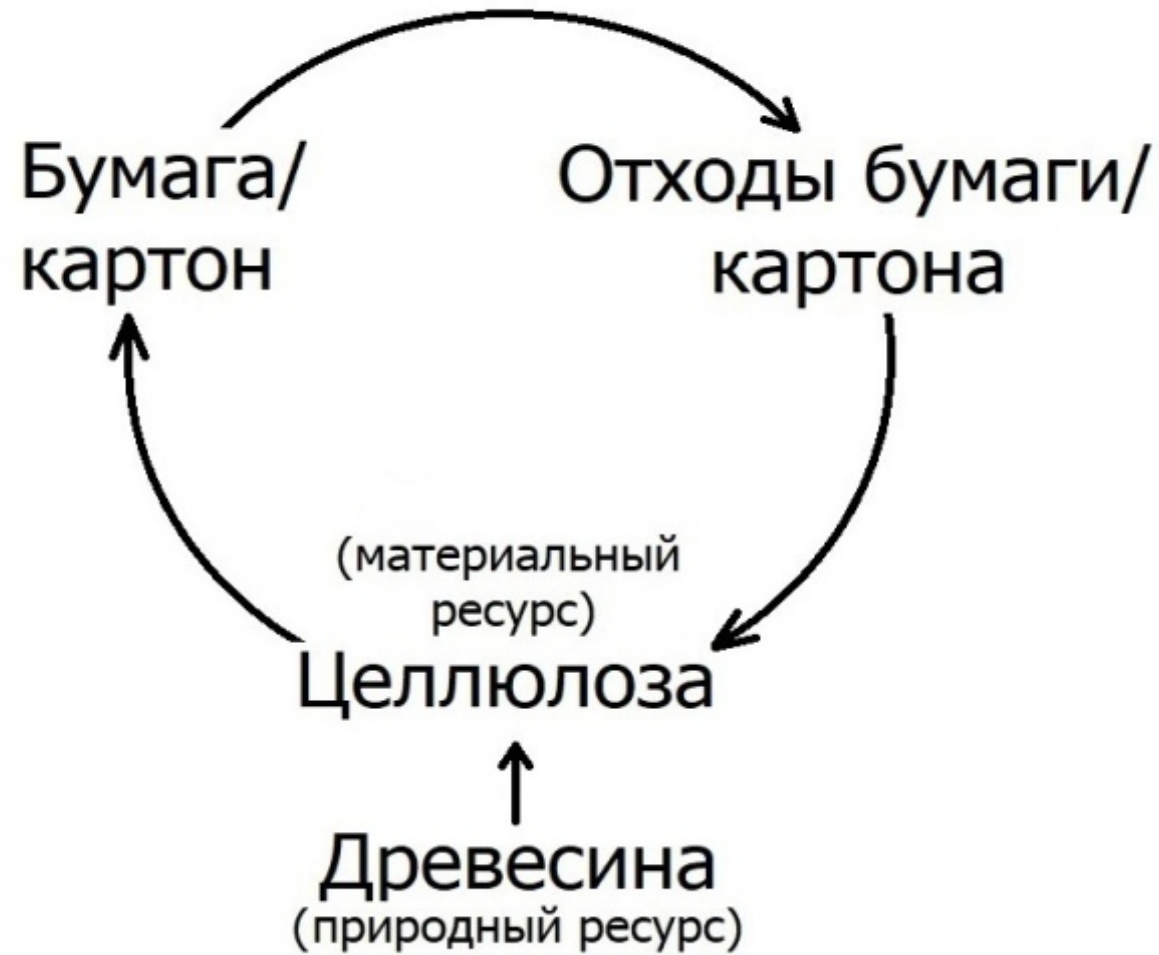 Бумага/
картон
Отходы бумаги/
картона
(материальный
ресурс)
Целлюлоза
Древесина
(природный ресурс)